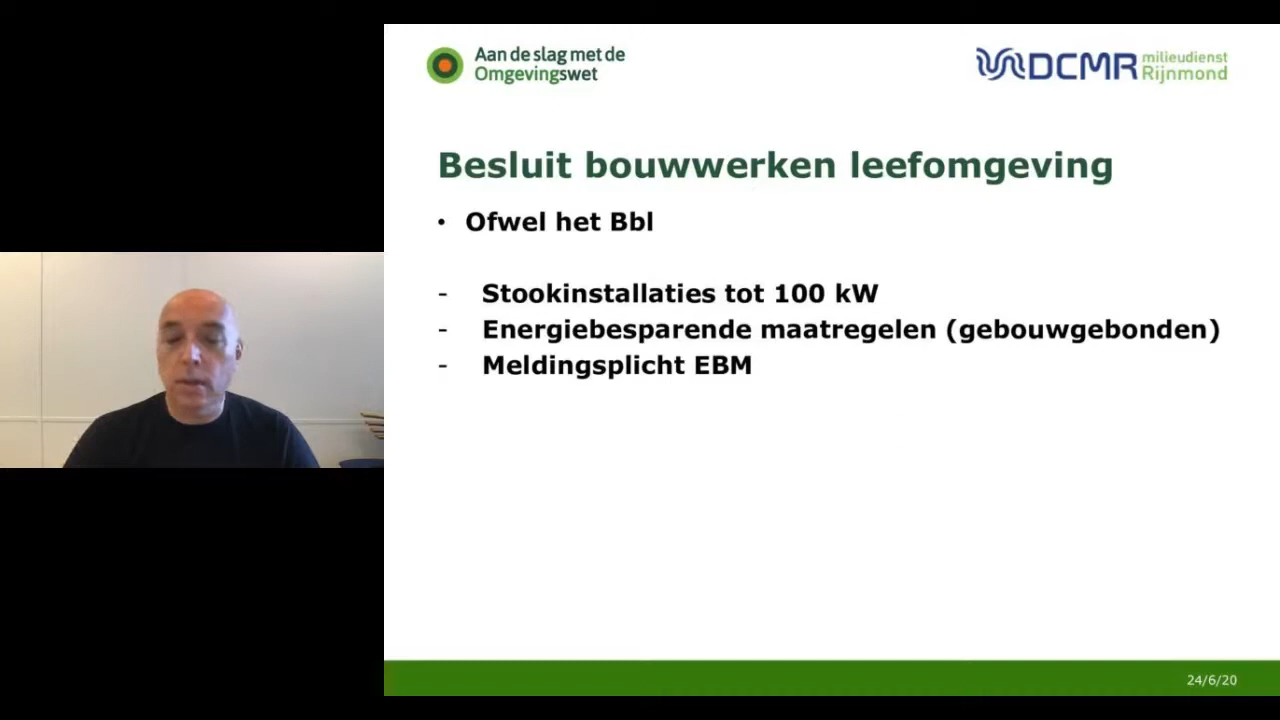 Aan de slag met de
Omgevingswet
DCMR milieudienst
Rijnmond
Besluit bouwwerken leefomgeving
• Ofwel het Bbl
- Stookinstallaties tot 100 kW
- Energiebesparende maatregelen (gebouwgebonden)
- Meldingsplicht EBM
24/6/20